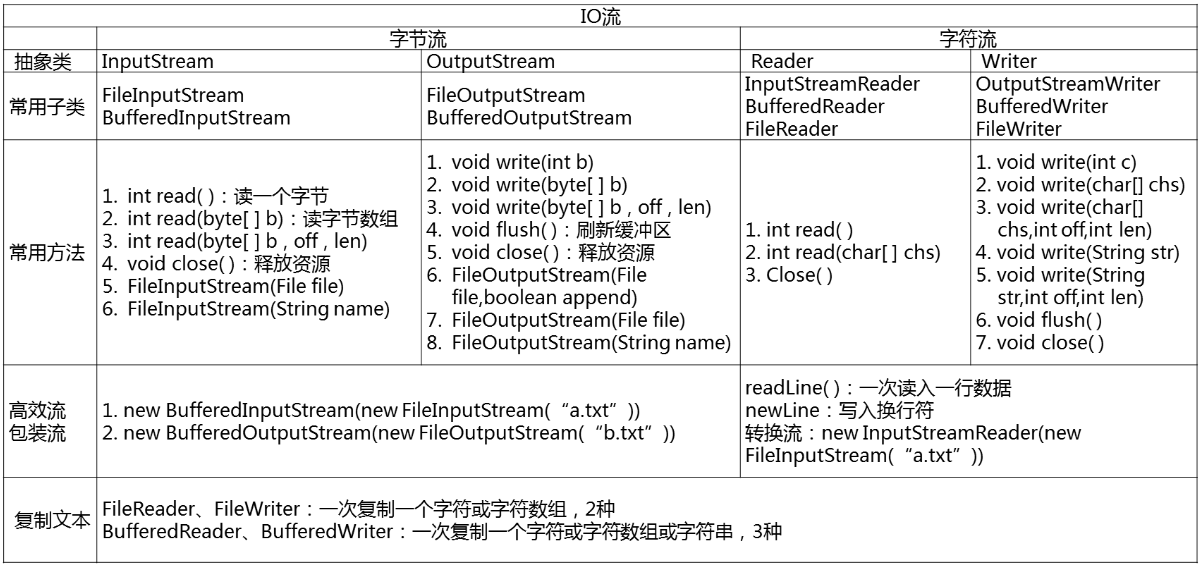 IO流
字节流
字符流
抽象类
InputStream
OutputStream
Reader
Writer
常用子类
FileInputStream
BufferedInputStream
FileOutputStream
BufferedOutputStream
InputStreamReader
BufferedReader
FileReader
OutputStreamWriter
BufferedWriter
FileWriter
常用方法
1. int read( )：读一个字节
2. int read(byte[ ] b)：读字节数组
3. int read(byte[ ] b , off , len)
4. void close( )：释放资源
5. FileInputStream(File file)
6. FileInputStream(String name)
1. void write(int b)
2. void write(byte[ ] b)
3. void write(byte[ ] b , off , len)
4. void flush( )：刷新缓冲区
5. void close( )：释放资源
6. FileOutputStream(File
file,boolean append)
7. FileOutputStream(File file)
8. FileOutputStream(String name)
1. int read( )
2. int read(char[ ] chs)
3. Close( )
1. void write(int c)
2. void write(char[] chs)
3. void write(char[]
chs,int off,int len)
4. void write(String str)
5. void write(String
str,int off,int len)
6. void flush( )
7. void close( )
高效流
包装流
1. new BufferedInputStream(new FileInputStream(“a.txt”))
2. new BufferedOutputStream(new FileOutputStream(“b.txt”))
readLine( )：一次读入一行数据
newLine：写入换行符
转换流：new InputStreamReader(new
FileInputStream(“a.txt”))
复制文本
FileReader、FileWriter：一次复制一个字符或字符数组，2种
BufferedReader、BufferedWriter：一次复制一个字符或字符数组或字符串，3种